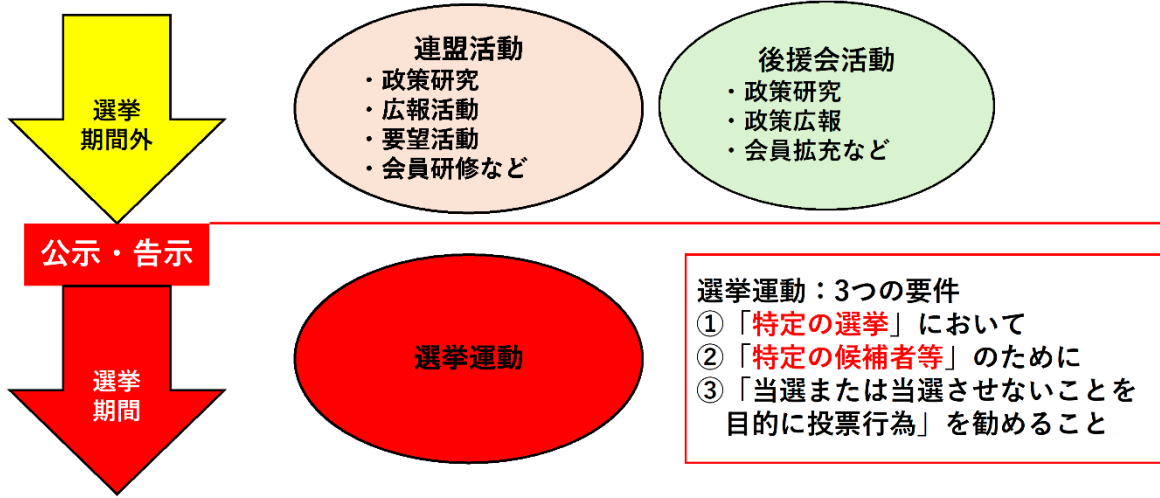 選挙
期間外
連盟活動
・政策研究
・広報活動
・要望活動
・会員研修など
後援会活動
・政策研究
・政策広報
・会員拡充など
公示・告示
選挙
期間
選挙運動
選挙運動：3つの要件
①「特定の選挙」において
②「特定の候補者等」のために
③「当選または当選させないことを
目的に投票行為」を勧めること